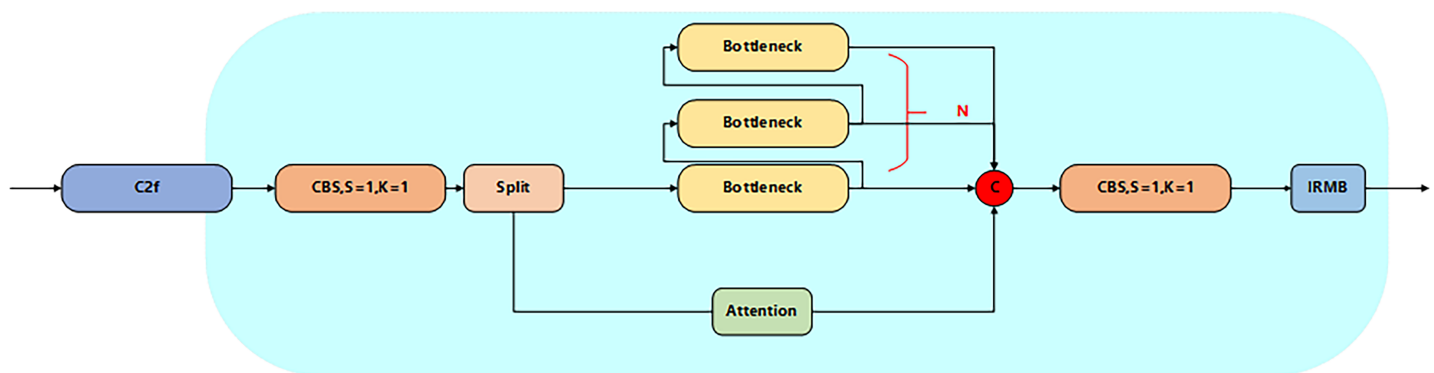 Bottleneck
Bottleneck
N
C2f
CBS,S=1,K=1
Split
Bottleneck
C
CBS,S=1,K=1
IRMB
Attention